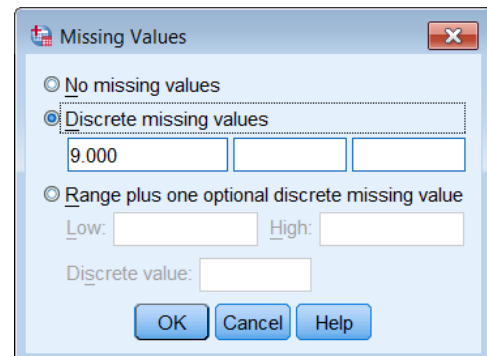 Missing Values
No missing values
Discrete missing values
9.000
Range plus one optional discrete missing value
Low: High:
Discrete value:
OK Cancel Help